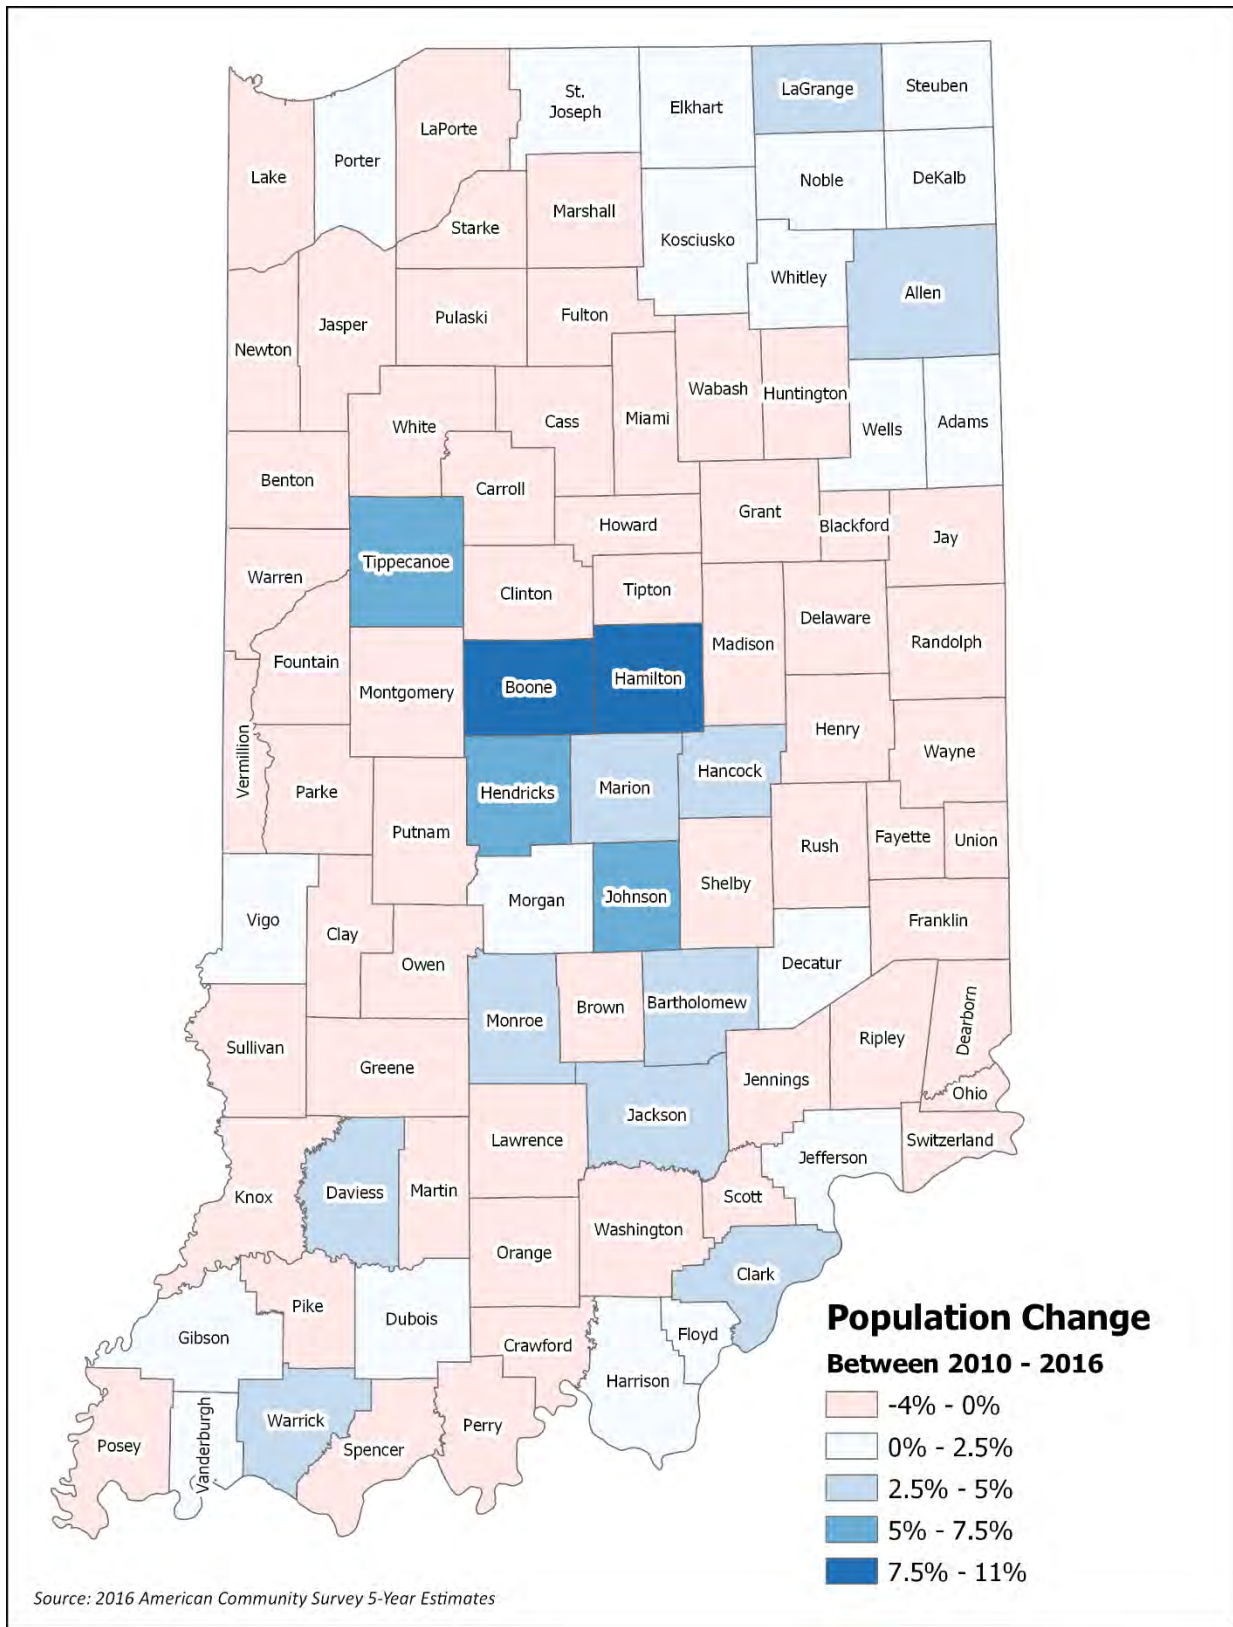 LaGrange
Steuben
St.
Joseph
Elkhart
LaPorte
Porter
Lake
Noble
DeKalb
Marshall
Starke
Kosciusko
Whitley
Allen
Jasper
Pulaski
Fulton
Newton
Wabash
Huntington
White
Cass
Miami
Wells
Adams
Benton
Carroll
Grant
Howard
Blackford
Jay
Tippecanoe
Warren
Clinton
Tipton
Delaware
Madison
Randolph
Fountain
Montgomery
Boone
Hamilton
Henry
Wayne
Vermillion
Parke
Hendricks
Marion
Hancock
Putnam
Rush
Fayette
Union
Shelby
Morgan
Johnson
Vigo
Clay
Franklin
Owen
Decatur
Monroe
Brown
Bartholomew
Dearborn
Sullivan
Greene
Ripley
Jennings
Ohio
Jackson
Lawrence
Switzerland
Jefferson
Knox
Daviess
Martin
Scott
Washington
Orange
Clark
Pike
Dubois
Gibson
Floyd
Crawford
Harrison
Warrick
Perry
Posey
Vanderburgh
Spencer
Population Change
Between 2010 - 2016
-4% - 0%
0% - 2.5%
2.5% - 5%
5% - 7.5%
7.5% - 11%
Source: 2016 American Community Survey 5-Year Estimates